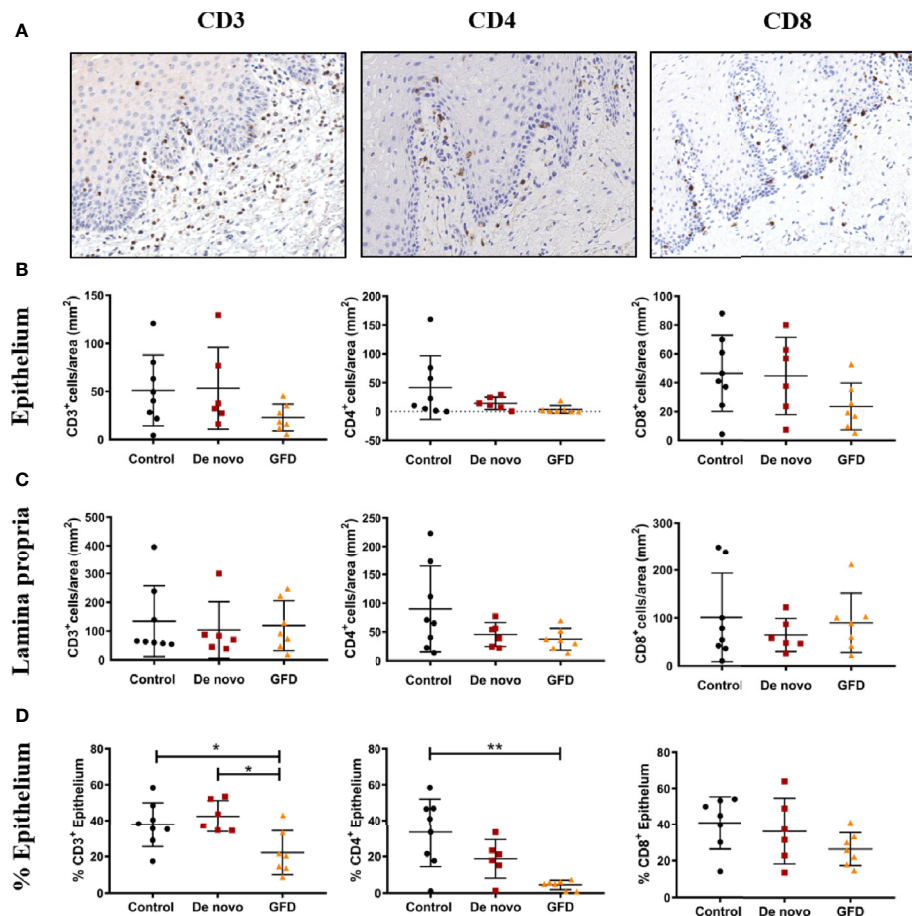 CD3 CD4 CD8
A
B
Epithelium
CD3+ cells/area (mm2)
150
100
50
0
Control De novo GFD
CD4+ cells/area (mm2)
200
150
100
50
0
-50
Control De novo GFD
CD8+ cells/area (mm2)
100
80
60
40
20
0
Control De novo GFD
C
Lamina propria
CD3+ cells/area (mm2)
500
400
300
200
100
0
Control De novo GFD
CD4+ cells/area (mm2)
250
200
150
100
50
0
Control De novo GFD
CD8+ cells/area (mm2)
300
200
100
0
Control De novo GFD
D
% Epithelium
% CD3+ Epithelium
80
60
40
20
0
*
*
Control De novo GFD
% CD4+ Epithelium
80
60
40
20
0
**
Control De novo GFD
% CD8+ Epithelium
80
60
40
20
0
Control De novo GFD